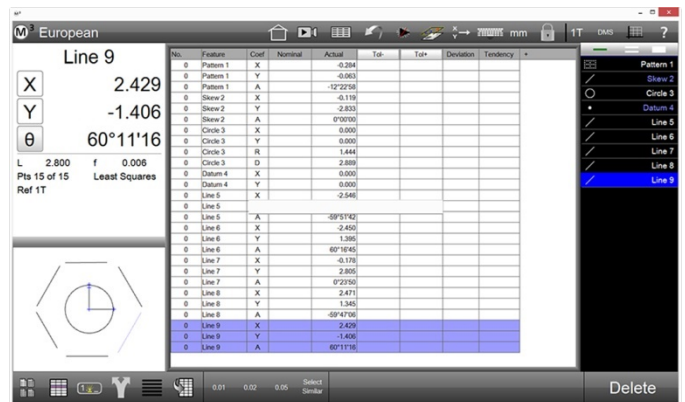 M³ European
mm
1T
DMS
?
Line 9
X 2.429
Y -1.406
θ 60°11'16
L 2.800 f 0.006
Pts 15 of 15 Least Squares
Ref 1T
No. Feature Coef Nominal Actual Tol- Tol+ Deviation Tendency +
0 Pattern 1 X -0.284
0 Pattern 1 Y -0.063
0 Pattern 1 A -12°22'58
0 Skew 2 X -0.119
0 Skew 2 Y -2.833
0 Skew 2 A 0°00'00
0 Circle 3 X 0.000
0 Circle 3 Y 0.000
0 Circle 3 R 1.444
0 Circle 3 D 2.889
0 Datum 4 X 0.000
0 Datum 4 Y 0.000
0 Line 5 X -2.546
0 Line 5
0 Line 5 A -59°51'42
0 Line 6 X -2.450
0 Line 6 Y 1.395
0 Line 6 A 60°16'45
0 Line 7 X -0.178
0 Line 7 Y 2.805
0 Line 7 A 0°23'50
0 Line 8 X 2.471
0 Line 8 Y 1.345
0 Line 8 A -59°47'06
0 Line 9 X 2.429
0 Line 9 Y -1.406
0 Line 9 A 60°11'16
Pattern 1
Skew 2
Circle 3
Datum 4
Line 5
Line 6
Line 7
Line 8
Line 9
0.01 0.02 0.05 Select
Similar
Delete